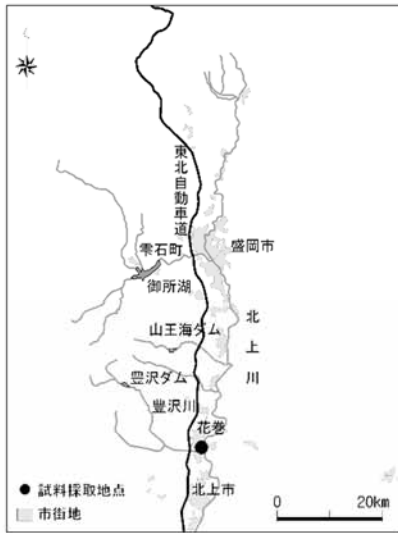 東北自動車道
雫石町
盛岡市
御所湖
北上川
山王海ダム
豊沢ダム
豊沢川
花巻
● 試料採取地点
市街地
北上市
0 20km